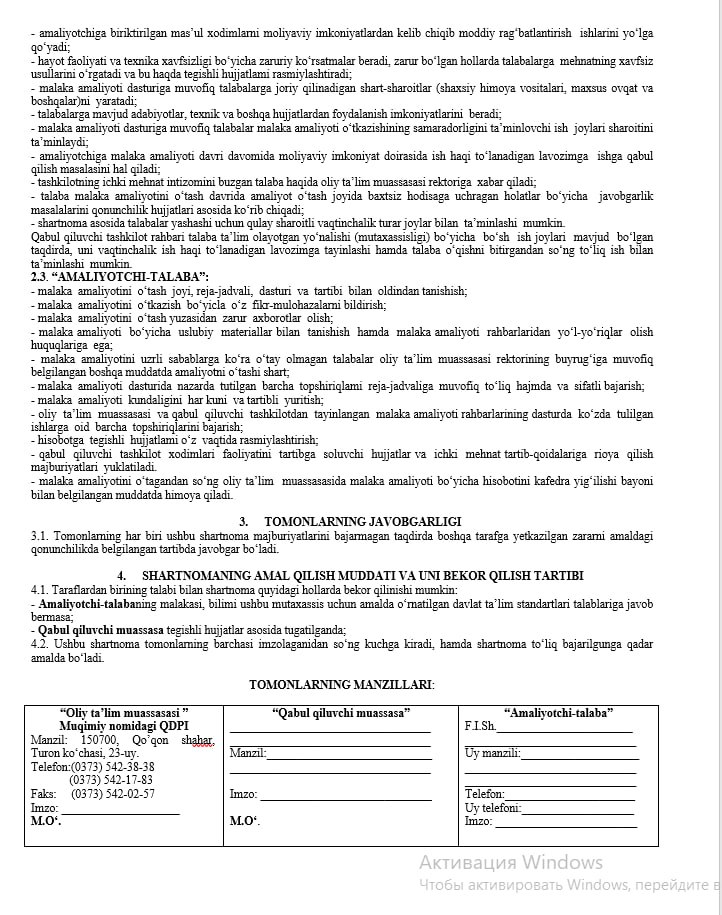 - amaliyotchiga biriktirilgan mas’ul xodimlarni moliyaviy imkoniyatlardan kelib chiqib moddiy rag‘batlantirish ishlarini yo‘lga
qo‘yadi;
- hayot faoliyati va texnika xavfsizligi bo‘yicha zaruriy ko‘rsatmalar beradi, zarur bo‘lgan hollarda talabalarga mehnatning xavfsiz
usullarini o‘rgatadi va bu haqda tegishli hujjatlarni rasmiylashtiradi;
- malaka amaliyoti dasturiga muvofiq talabalarga joriy qilinadigan shart-sharoitlar (shaxsiy himoya vositalari, maxsus ovqat va
boshqalar)ni yaratadi;
- talabalarga mavjud adabiyotlar, texnik va boshqa hujjatlardan foydalanish imkoniyatlarini beradi;
- malaka amaliyoti dasturiga muvofiq talabalar malaka amaliyoti o‘tkazishining samaradorligini ta’minlovchi ish joylari sharoitini
ta’minlaydi;
- amaliyotchiga malaka amaliyoti davri davomida moliyaviy imkoniyat doirasida ish haqi to‘lanadigan lavozimga ishga qabul
qilish masalasini hal qiladi;
- tashkilotning ichki mehnat intizomini buzgan talaba haqida oliy ta’lim muassasasi rektoriga xabar qiladi;
- talaba malaka amaliyotini o‘tash davrida amaliyot o‘tash joyida baxtsiz hodisaga uchragan holatlar bo‘yicha javobgarlik
masalalarini qonunchilik hujjatlari asosida ko‘rib chiqadi;
- shartnoma asosida talabalar yashashi uchun qulay sharoitli vaqtinchalik turar joylar bilan ta’minlashi mumkin.
Qabul qiluvchi tashkilot rahbari talaba ta’lim olayotgan yo‘nalishi (mutaxassisligi) bo‘yicha bo‘sh ish joylari mavjud bo‘lgan
taqdirda, uni vaqtinchalik ish haqi to‘lanadigan lavozimga tayinlashi hamda talaba o‘qishni bitirgandan so‘ng to‘liq ish bilan
ta’minlashi mumkin.
2.3. “AMALIYOTCHI-TALABA”:
- malaka amaliyotini o‘tash joyi, reja-jadvali, dasturi va tartibi bilan oldindan tanishish;
- malaka amaliyotini o‘tkazish bo‘yicla o‘z fikr-mulohazalarni bildirish;
- malaka amaliyotini o‘tash yuzasidan zarur axborotlar olish;
- malaka amaliyoti bo‘yicha uslubiy materiallar bilan tanishish hamda malaka amaliyoti rahbarlaridan yo‘l-yo‘riqlar olish
huquqlariga ega;
- malaka amaliyotini uzrli sabablarga ko‘ra o‘tay olmagan talabalar oliy ta’lim muassasasi rektorining buyrug‘iga muvofiq
belgilangan boshqa muddatda amaliyotni o‘tashi shart;
- malaka amaliyoti dasturida nazarda tutilgan barcha topshiriqlarni reja-jadvaliga muvofiq to‘liq hajmda va sifatli bajarish;
- malaka amaliyoti kundaligini har kuni va tartibli yuritish;
- oliy ta’lim muassasasi va qabul qiluvchi tashkilotdan tayinlangan malaka amaliyoti rahbarlarining dasturda ko‘zda tulilgan
ishlarga oid barcha topshiriqlarini bajarish;
- hisobotga tegishli hujjatlarni o‘z vaqtida rasmiylashtirish;
- qabul qiluvchi tashkilot xodimlari faoliyatini tartibga soluvchi hujjatlar va ichki mehnat tartib-qoidalariga rioya qilish
majburiyatlari yuklatiladi.
- malaka amaliyotini o‘tagandan so‘ng oliy ta’lim muassasasida malaka amaliyoti bo‘yicha hisobotini kafedra yig‘ilishi bayoni
bilan belgilangan muddatda himoya qiladi.
3. TOMONLARNING JAVOBGARLIGI
3.1. Tomonlarning har biri ushbu shartnoma majburiyatlarini bajarmagan taqdirda boshqa tarafga yetkazilgan zararni amaldagi
qonunchilikda belgilangan tartibda javobgar bo‘ladi.
4. SHARTNOMANING AMAL QILISH MUDDATI VA UNI BEKOR QILISH TARTIBI
4.1. Taraflardan birining talabi bilan shartnoma quyidagi hollarda bekor qilinishi mumkin:
- Amaliyotchi-talabaning malakasi, bilimi ushbu mutaxassis uchun amalda o‘rnatilgan davlat ta’lim standartlari talablariga javob
bermasa;
- Qabul qiluvchi muassasa tegishli hujjatlar asosida tugatilganda;
4.2. Ushbu shartnoma tomonlarning barchasi imzolaganidan so‘ng kuchga kiradi, hamda shartnoma to‘liq bajarilgunga qadar
amalda bo‘ladi.
TOMONLARNING MANZILLARI:
“Oliy ta’lim muassasasi ”
Muqimiy nomidagi QDPI
Manzil: 150700, Qo‘qon shahar,
Turon ko‘chasi, 23-uy.
Telefon:(0373) 542-38-38
(0373) 542-17-83
Faks: (0373) 542-02-57
Imzo:
M.O‘.
“Qabul qiluvchi muassasa”
Manzil:
Imzo:
M.O‘.
“Amaliyotchi-talaba”
F.I.Sh.
Uy manzili:
Telefon:
Uy telefoni:
Imzo:
Активация Windows
Чтобы активировать Windows, перейдите в